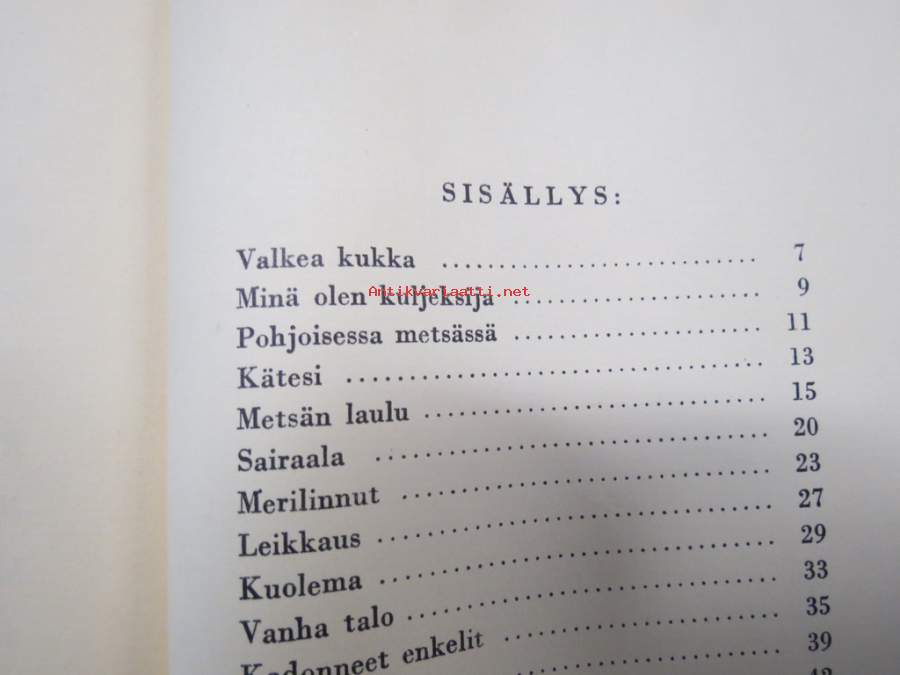 SISÄLLYS:
Valkea kukka ............................ 7
Minä olen kuljeksija ...................... 9
Antikvariaatti.net
Pohjoisessa metsässä ...................... 11
Kätesi ..................................... 13
Metsän laulu .............................. 15
Sairaala .................................. 20
Merilinnut ................................ 23
Leikkaus .................................. 27
Kuolema .................................. 29
Vanha talo ................................ 33
Kadonneet enkelit ........................ 35
39